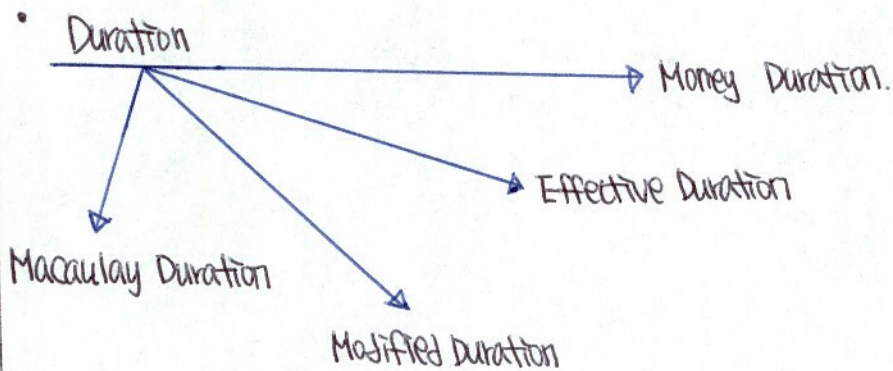 Duration
Money Duration.
Effective Duration
Macaulay Duration
Modified Duration